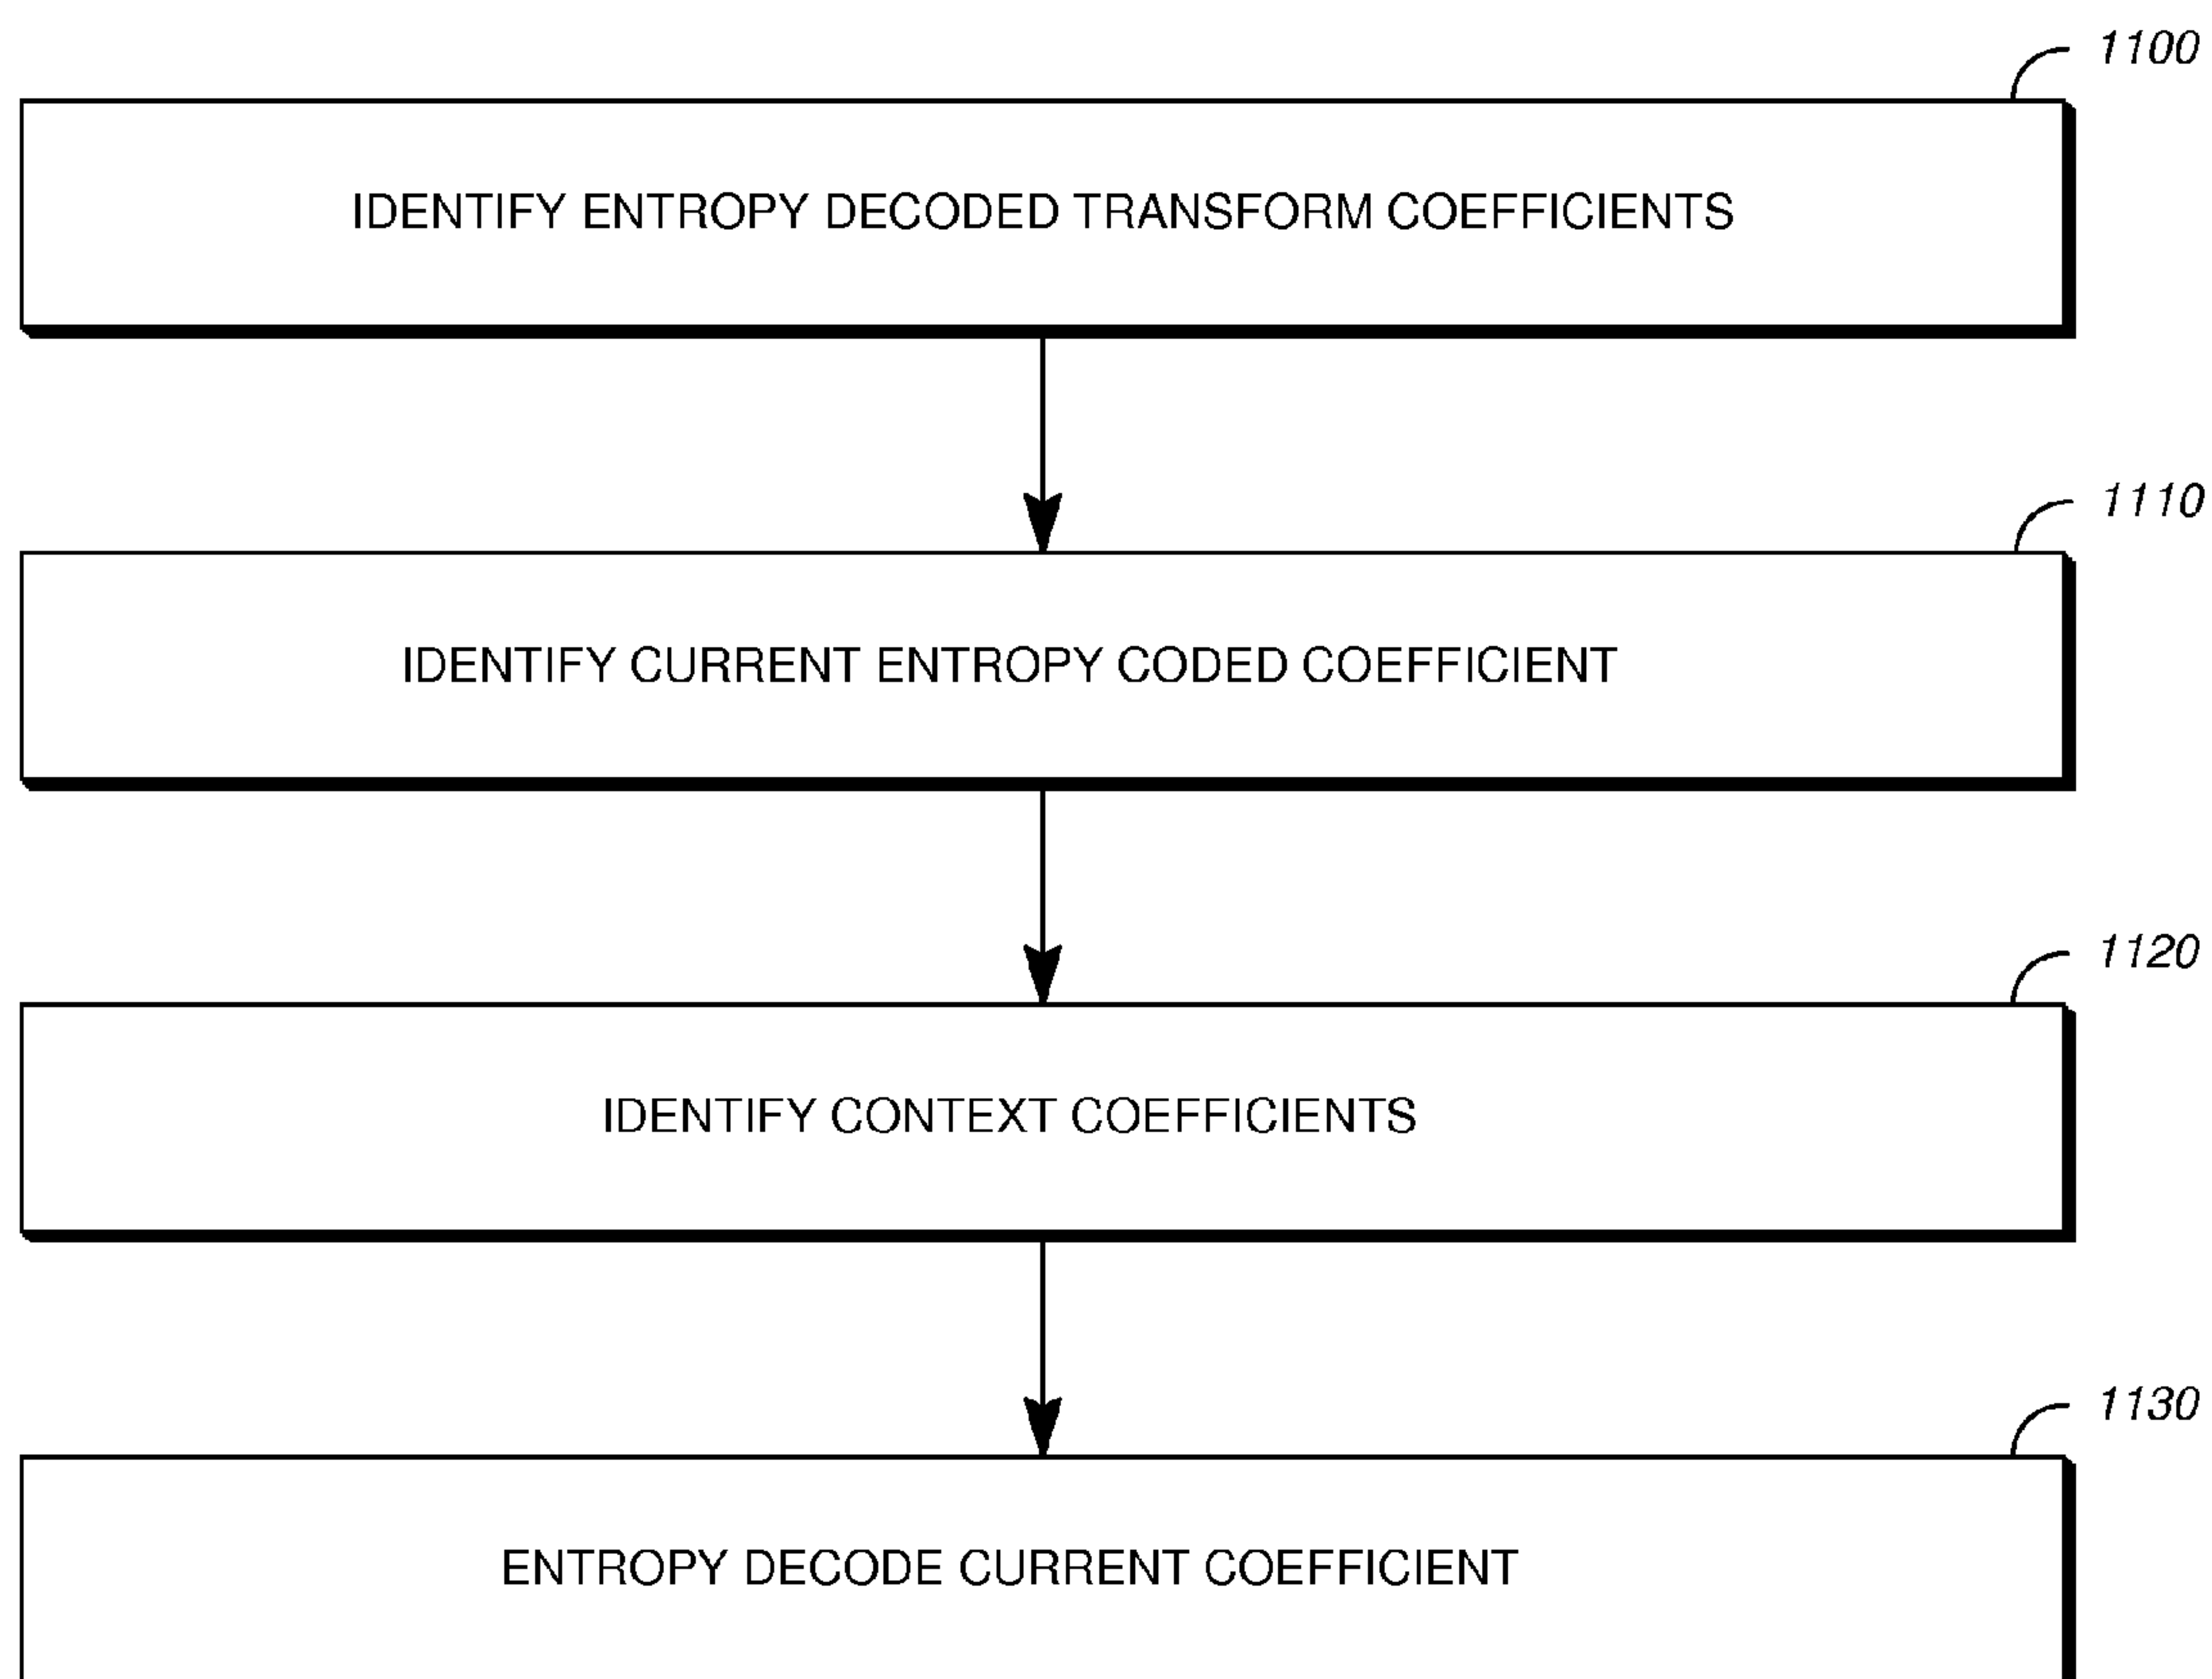 1100
IDENTIFY ENTROPY DECODED TRANSFORM COEFFICIENTS
1110
IDENTIFY CURRENT ENTROPY CODED COEFFICIENT
1120
IDENTIFY CONTEXT COEFFICIENTS
1130
ENTROPY DECODE CURRENT COEFFICIENT